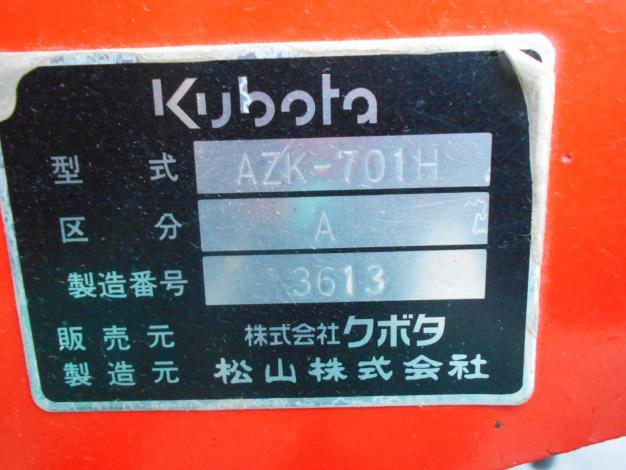 Kubota
型式 AZK-701H
区分 A
製造番号 3613
販売元 株式会社クボタ
製造元 松山株式会社